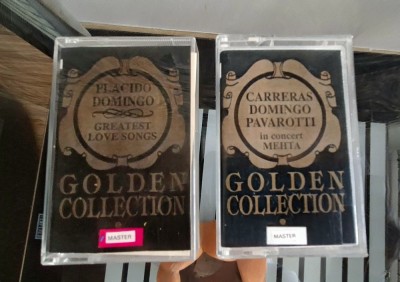 PLACIDO
DOMINGO
GREATEST
LOVE SONGS
GOLDEN
COLLECTION
MASTER
CARRERAS
DOMINGO
PAVAROTTI
in concert
MEHTA
GOLDEN
COLLECTION
MASTER